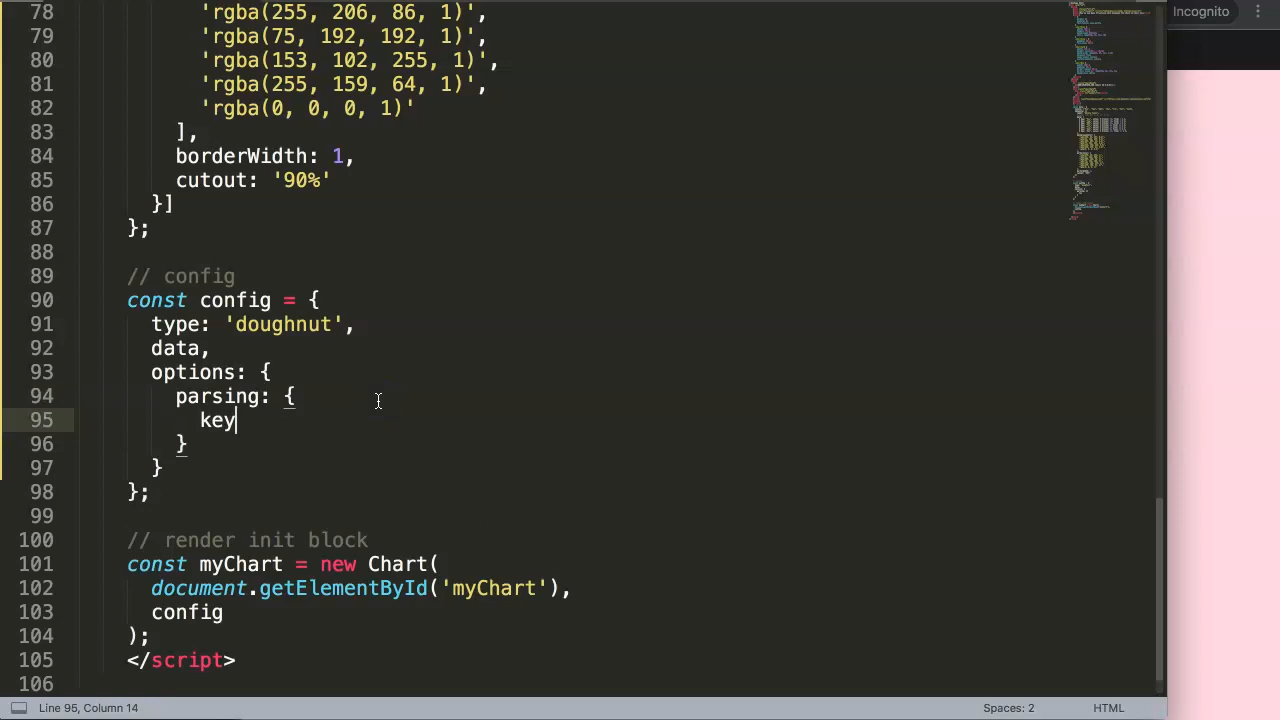 Incognito
78 'rgba(255, 206, 86, 1)',
79 'rgba(75, 192, 192, 1)',
80 'rgba(153, 102, 255, 1)',
81 'rgba(255, 159, 64, 1)',
82 'rgba(0, 0, 0, 1)'
83 ],
84 borderWidth: 1,
85 cutout: '90%'
86 }]
87 };
88
89 // config
90 const config = {
91 type: 'doughnut',
92 data,
93 options: {
94 parsing: {
95 key
96 }
97 }
98 };
99
100 // render init block
101 const myChart = new Chart(
102 document.getElementById('myChart'),
103 config
104 );
105 </script>
106
Line 95, Column 14 Spaces: 2 HTML